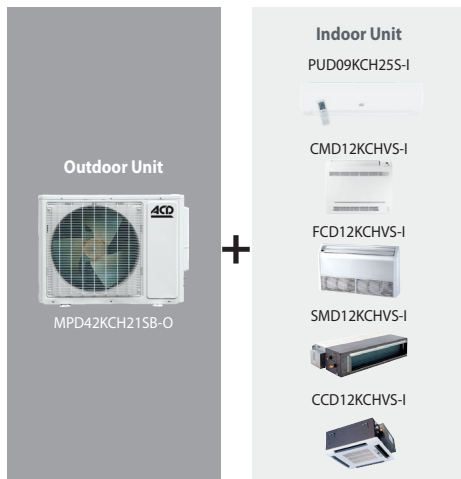 Outdoor Unit
ACD
MPD42KCH21SB-O
+
Indoor Unit
PUD09KCH25S-I
CMD12KCHVS-I
FCD12KCHVS-I
SMD12KCHVS-I
CCD12KCHVS-I